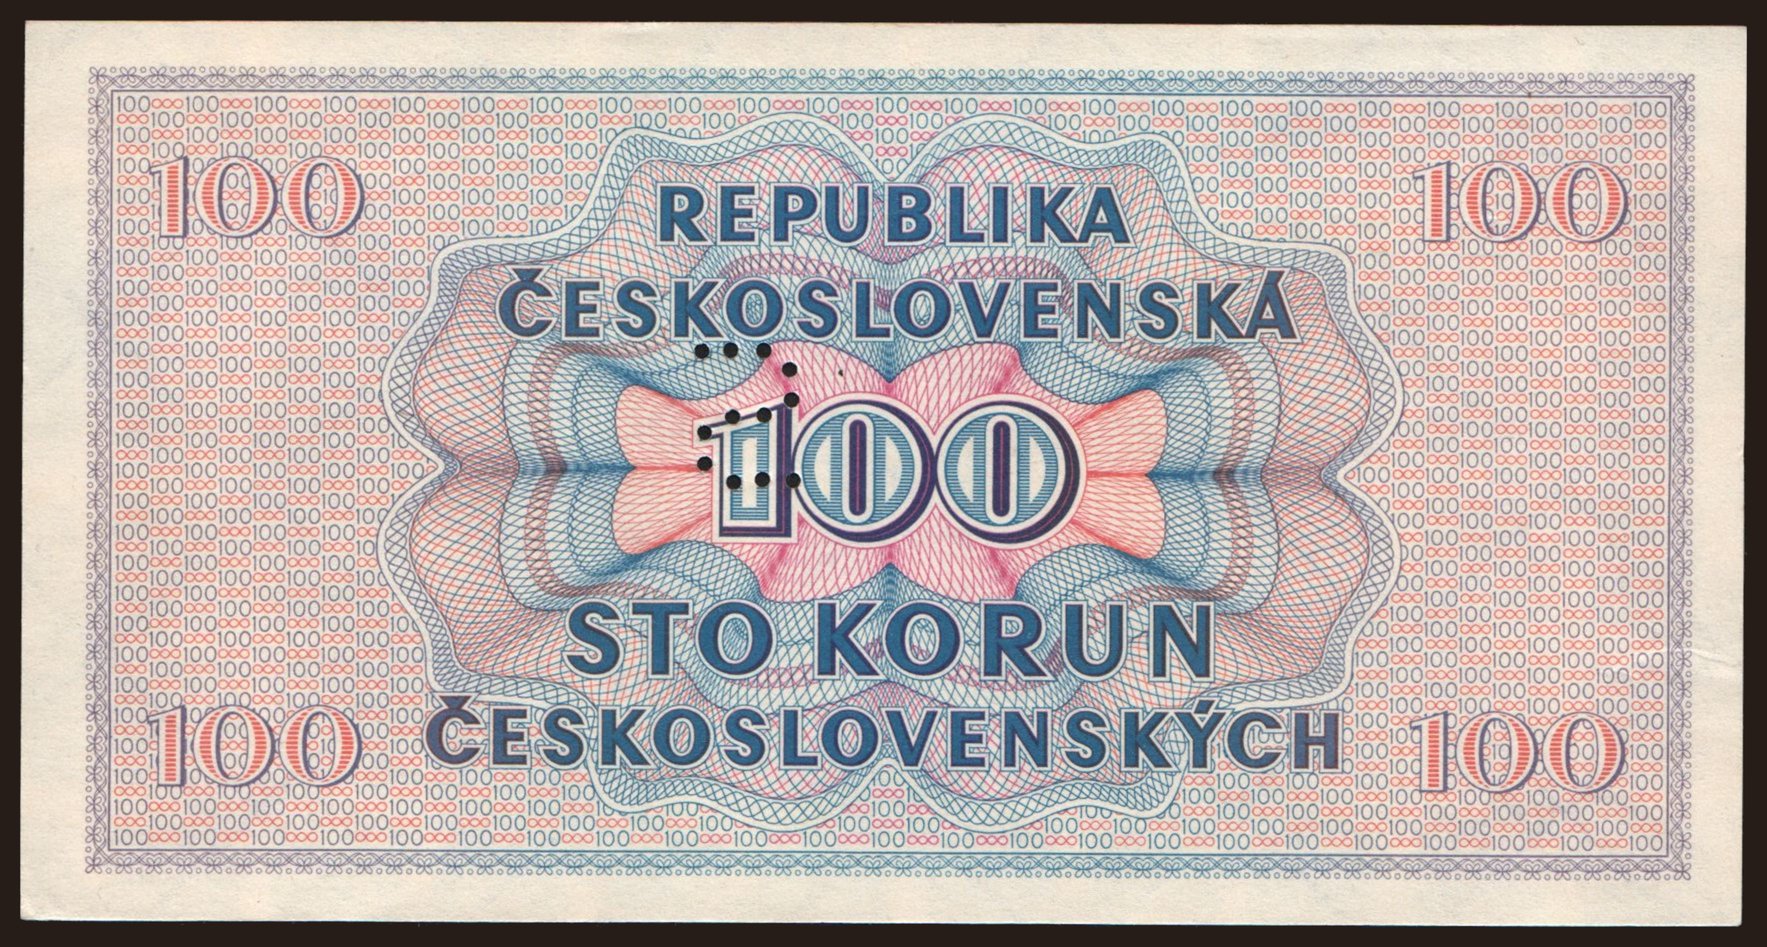 100 100
REPUBLIKA
ČESKOSLOVENSKÁ
100
STO KORUN
ČESKOSLOVENSKÝCH
100 100